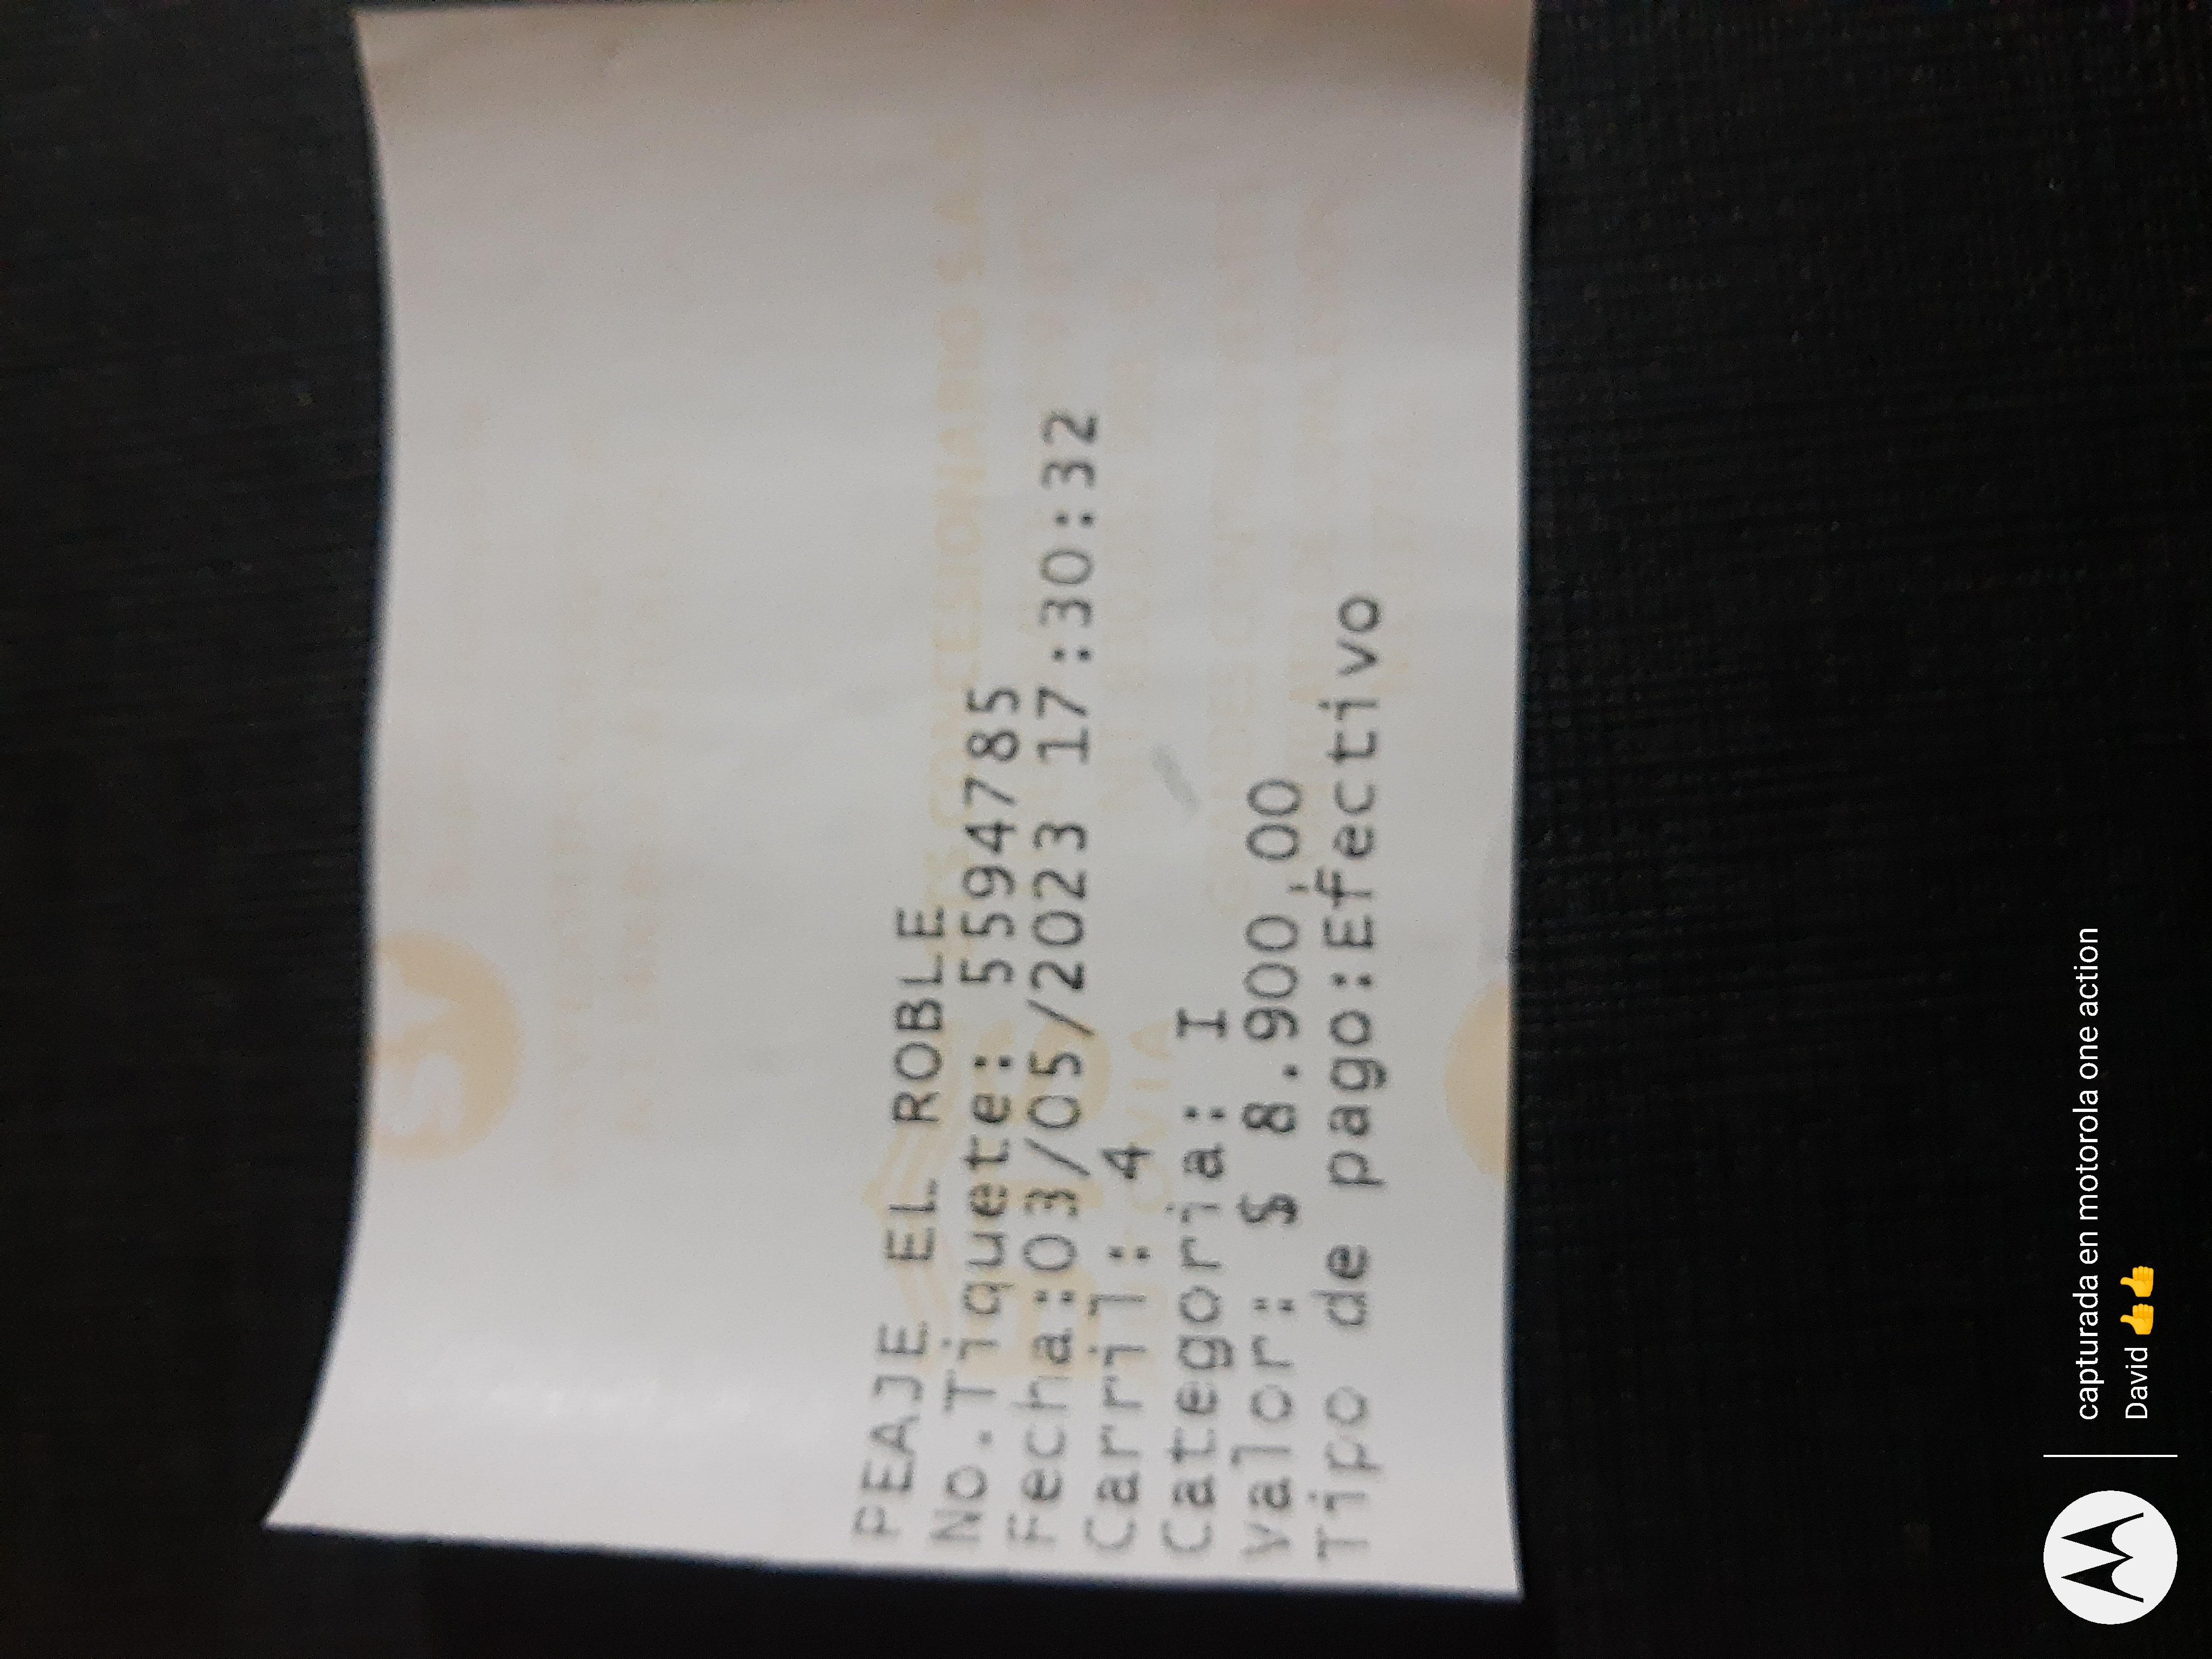 PEAJE EL ROBLE
No.Tiquete: 55947785
Fecha:03/05/2023 17:30:32
Carril: 4
Categoria: I
Valor: $ 8.900,00
Tipo de pago:Efectivo
capturada en motorola one action
David 👍👍